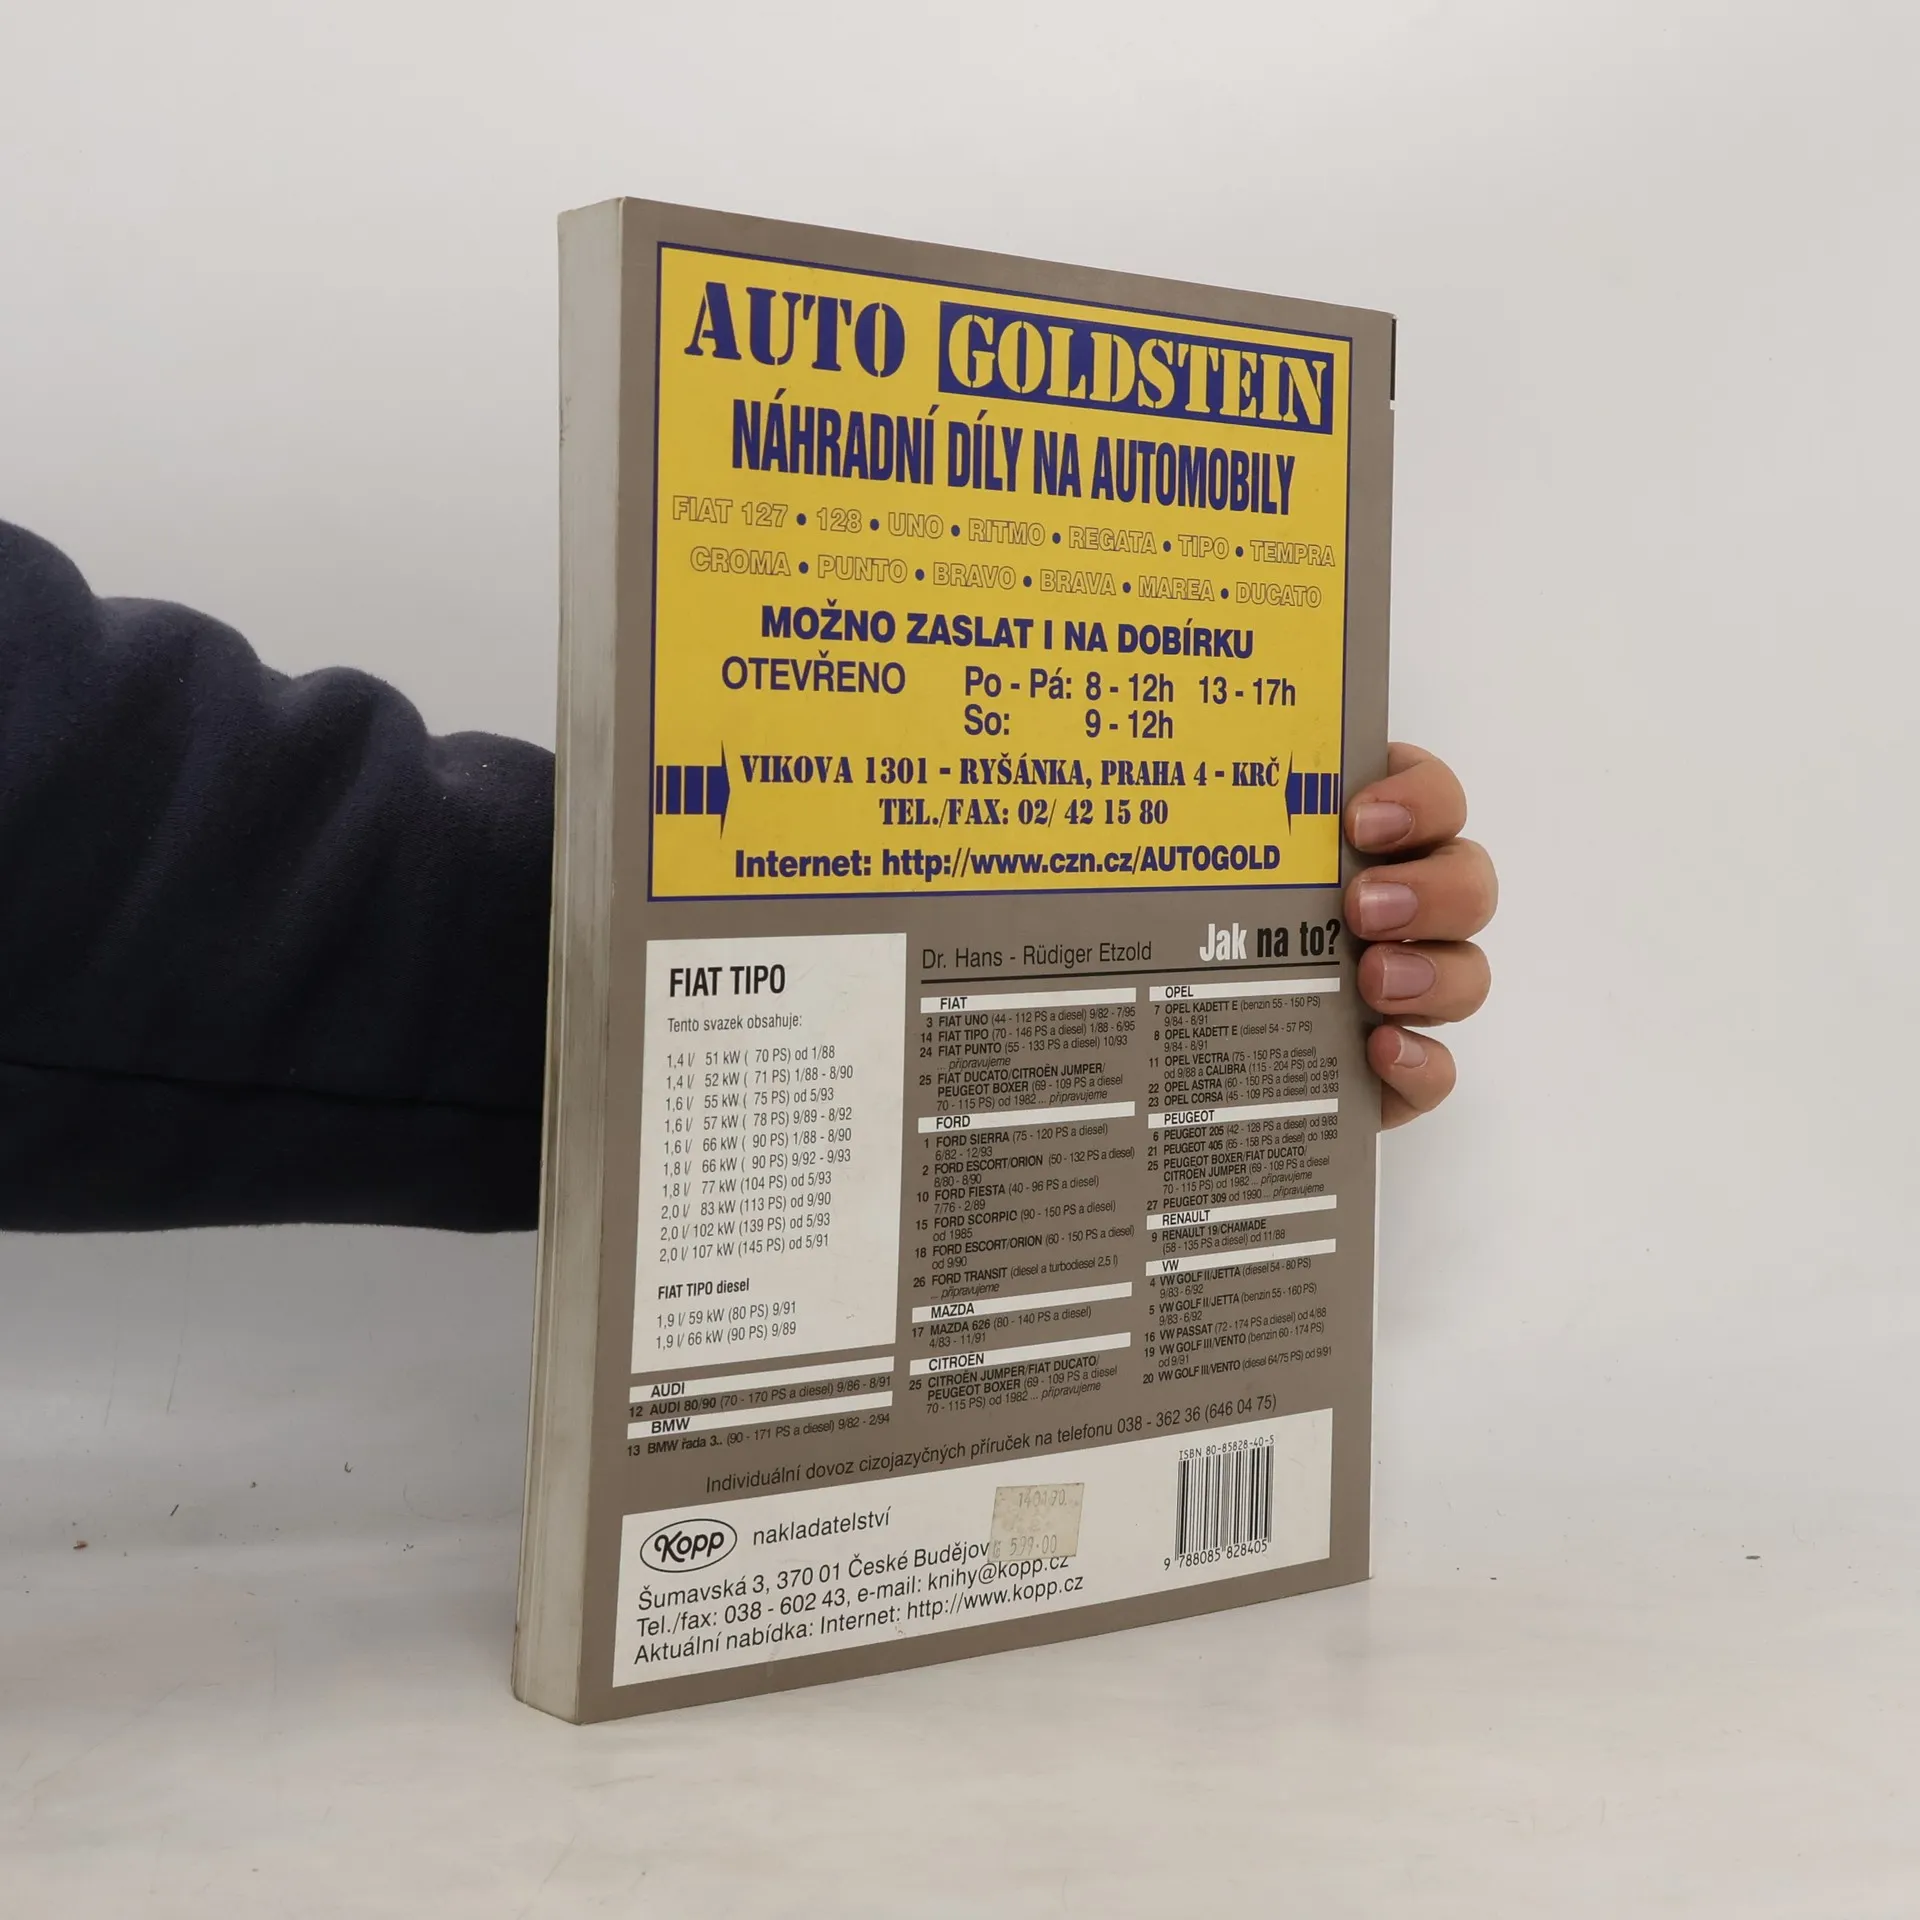 AUTO GOLDSTEIN
NÁHRADNÍ DÍLY NA AUTOMOBILY
FIAT 127 • 128 • UNO • RITMO • REGATA • TIPO • TEMPRA
CROMA • PUNTO • BRAVO • BRAVA • MAREA • DUCATO
MOŽNO ZASLAT I NA DOBÍRKU
OTEVŘENO Po - Pá: 8 - 12h 13 - 17h
So: 9 - 12h
VIKOVA 1301 - RYŠÁNKA, PRAHA 4 - KRČ
TEL./FAX: 02/ 42 15 80
Internet: http://www.czn.cz/AUTOGOLD
FIAT TIPO
Tento svazek obsahuje:
1,4 l/ 51 kW ( 70 PS) od 1/88
1,4 l/ 52 kW ( 71 PS) 1/88 - 8/90
1,6 l/ 55 kW ( 75 PS) od 5/93
1,6 l/ 57 kW ( 78 PS) 9/89 - 8/92
1,6 l/ 66 kW ( 90 PS) 1/88 - 8/90
1,8 l/ 66 kW ( 90 PS) 9/92 - 9/93
1,8 l/ 77 kW (104 PS) od 5/93
2,0 l/ 83 kW (113 PS) od 9/90
2,0 l/ 102 kW (139 PS) od 5/93
2,0 l/ 107 kW (145 PS) od 5/91
FIAT TIPO diesel
1,9 l/ 59 kW (80 PS) 9/91
1,9 l/ 66 kW (90 PS) 9/89
AUDI
12 AUDI 80/90 (70 - 170 PS a diesel) 9/86 - 8/91
BMW
13 BMW řada 3.. (90 - 171 PS a diesel) 9/82 - 2/94
Dr. Hans - Rüdiger Etzold
Jak na to?
FIAT
3 FIAT UNO (44 - 112 PS a diesel) 9/82 - 7/95
14 FIAT TIPO (70 - 146 PS a diesel) 1/88 - 6/95
24 FIAT PUNTO (55 - 133 PS a diesel) 10/93
... připravujeme
25 FIAT DUCATO/CITROËN JUMPER/
PEUGEOT BOXER (69 - 109 PS a diesel
70 - 115 PS) od 1982 ... připravujeme
FORD
1 FORD SIERRA (75 - 120 PS a diesel)
6/82 - 12/93
2 FORD ESCORT/ORION (50 - 132 PS a diesel)
8/80 - 8/90
10 FORD FIESTA (40 - 96 PS a diesel)
7/76 - 2/89
15 FORD SCORPIO (90 - 150 PS a diesel)
od 1985
18 FORD ESCORT/ORION (60 - 150 PS a diesel)
od 9/90
26 FORD TRANSIT (diesel a turbodiesel 2,5 l)
... připravujeme
MAZDA
17 MAZDA 626 (80 - 140 PS a diesel)
4/83 - 11/91
CITROËN
25 CITROËN JUMPER/FIAT DUCATO/
PEUGEOT BOXER (69 - 109 PS a diesel
70 - 115 PS) od 1982 ... připravujeme
OPEL
7 OPEL KADETT E (benzin 55 - 150 PS)
9/84 - 8/91
8 OPEL KADETT E (diesel 54 - 57 PS)
9/84 - 8/91
11 OPEL VECTRA (75 - 150 PS a diesel)
od 9/88 a CALIBRA (115 - 204 PS) od 2/90
22 OPEL ASTRA (60 - 150 PS a diesel) od 9/91
23 OPEL CORSA (45 - 109 PS a diesel) od 3/93
PEUGEOT
6 PEUGEOT 205 (42 - 128 PS a diesel) od 9/83
21 PEUGEOT 405 (65 - 158 PS a diesel) do 1993
25 PEUGEOT BOXER/FIAT DUCATO/
CITROËN JUMPER (69 - 109 PS a diesel
70 - 115 PS) od 1982 ... připravujeme
27 PEUGEOT 309 od 1990 ... připravujeme
RENAULT
9 RENAULT 19/CHAMADE
(58 - 135 PS a diesel) od 11/88
VW
4 VW GOLF II/JETTA (diesel 54 - 80 PS)
9/83 - 6/92
5 VW GOLF II/JETTA (benzin 55 - 160 PS)
9/83 - 6/92
16 VW PASSAT (72 - 174 PS a diesel) od 4/88
19 VW GOLF III/VENTO (benzin 60 - 174 PS)
od 9/91
20 VW GOLF III/VENTO (diesel 64/75 PS) od 9/91
Individuální dovoz cizojazyčných příruček na telefonu 038 - 362 36 (646 04 75)
Kopp nakladatelství
Šumavská 3, 370 01 České Budějov
Tel./fax: 038 - 602 43, e-mail: knihy@kopp.cz
Aktuální nabídka: Internet: http://www.kopp.cz
599.00
ISBN 80-85828-40-5
9 788085 828405